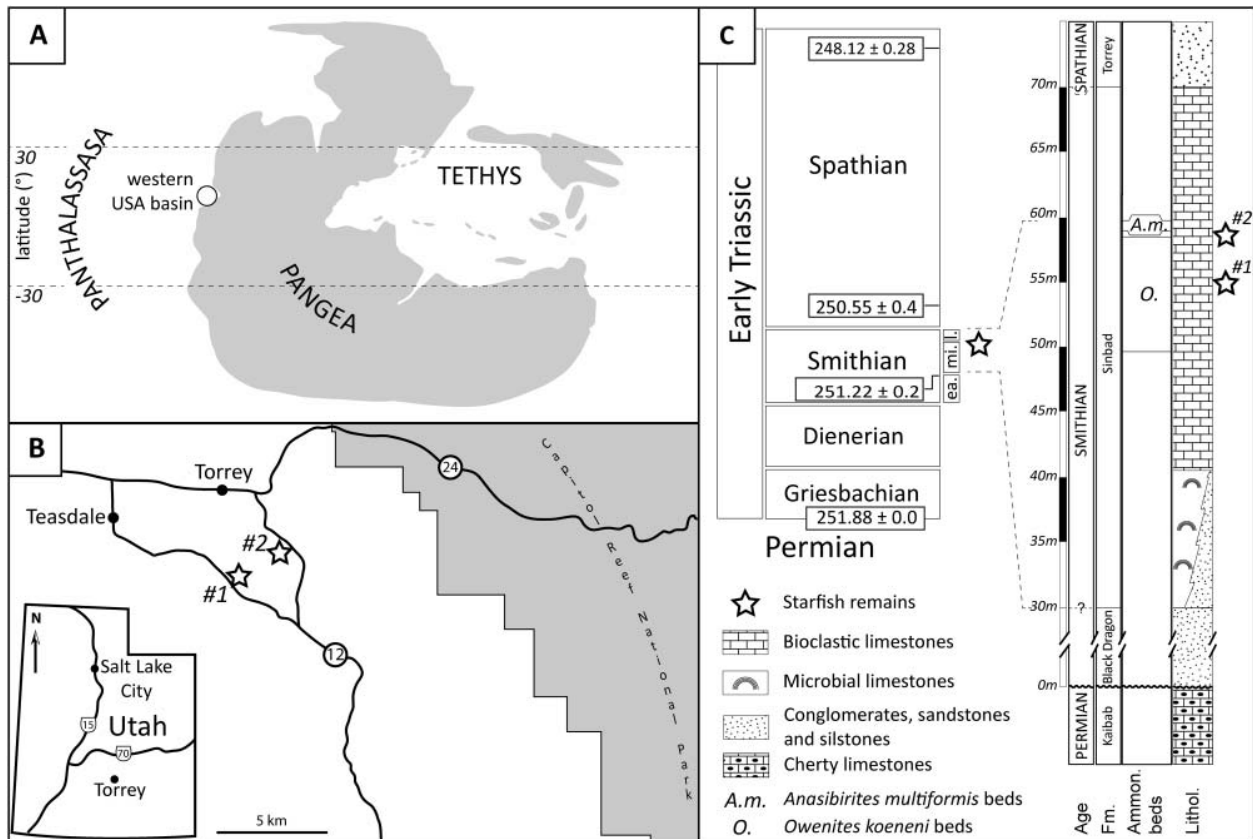 A
30
latitude (°)
-30
PANTHALASSASA
western
USA basin
TETHYS
PANGEA
B
Torrey
Teasdale
24
#2
#1
12
Capitol Reef National Park
N
Salt Lake
City
15
Utah
70
Torrey
5 km
C
Early Triassic
248.12 ± 0.28
Spathian
250.55 ± 0.4
Smithian
251.22 ± 0.2
l.
mi.
ea.
Dienerian
Griesbachian
251.88 ± 0.0
Permian
Starfish remains
Bioclastic limestones
Microbial limestones
Conglomerates, sandstones
and silstones
Cherty limestones
A.m. Anasibirites multiformis beds
O. Owenites koeneni beds
70m
65m
60m
55m
50m
45m
40m
35m
30m
0m
SPATHIAN
?
SMITHIAN
?
PERMIAN
Torrey
Sinbad
Black Dragon
Kaibab
A.m.
O.
#2
#1
Age
Fm.
Ammon.
beds
Lithol.